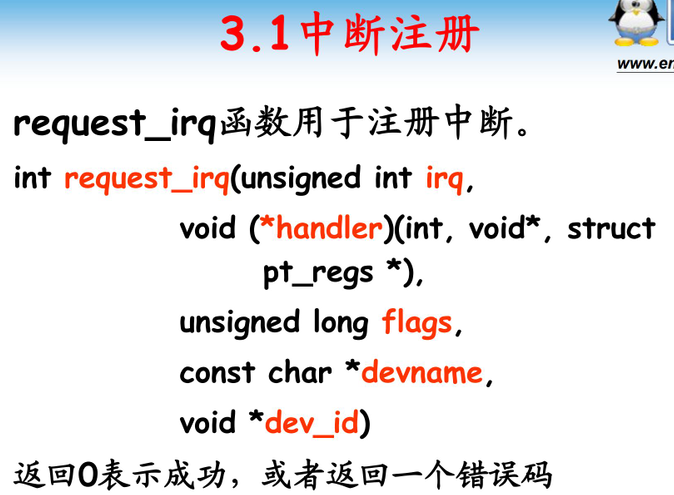 3.1中断注册
www.en
request_irq函数用于注册中断。
int request_irq(unsigned int irq,
void (*handler)(int, void*, struct
pt_regs *),
unsigned long flags,
const char *devname,
void *dev_id)
返回0表示成功，或者返回一个错误码